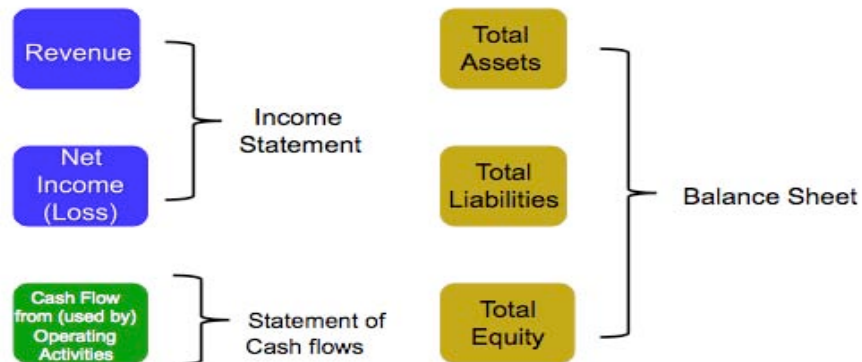 Revenue
Net
Income
(Loss)
Income
Statement
Cash Flow
from (used by)
Operating
Activities
Statement of
Cash flows
Total
Assets
Total
Liabilities
Total
Equity
Balance Sheet